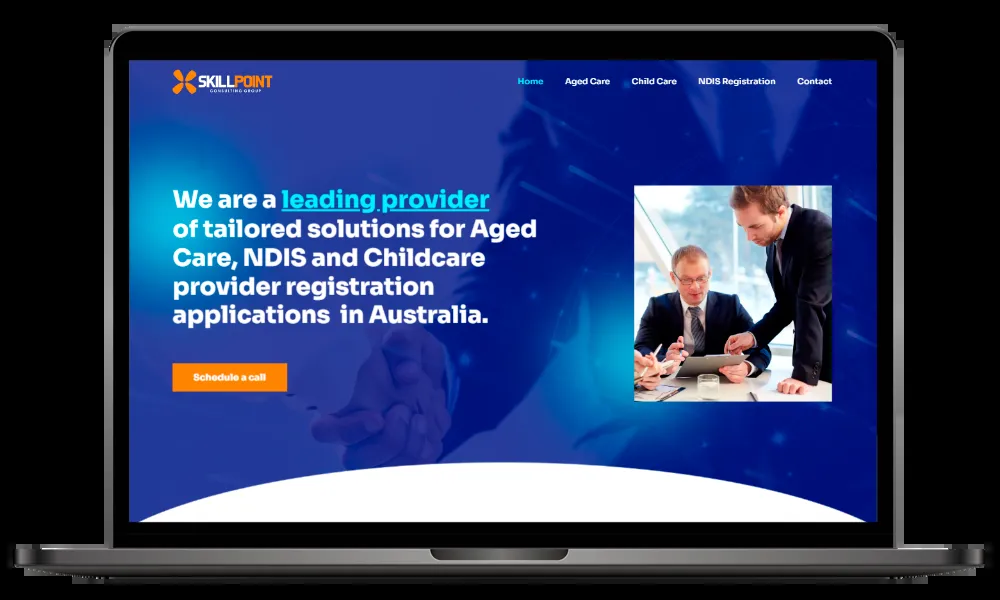 SKILLPOINT
CONSULTING GROUP
Home Aged Care Child Care NDIS Registration Contact
We are a leading provider
of tailored solutions for Aged
Care, NDIS and Childcare
provider registration
applications in Australia.
Schedule a call